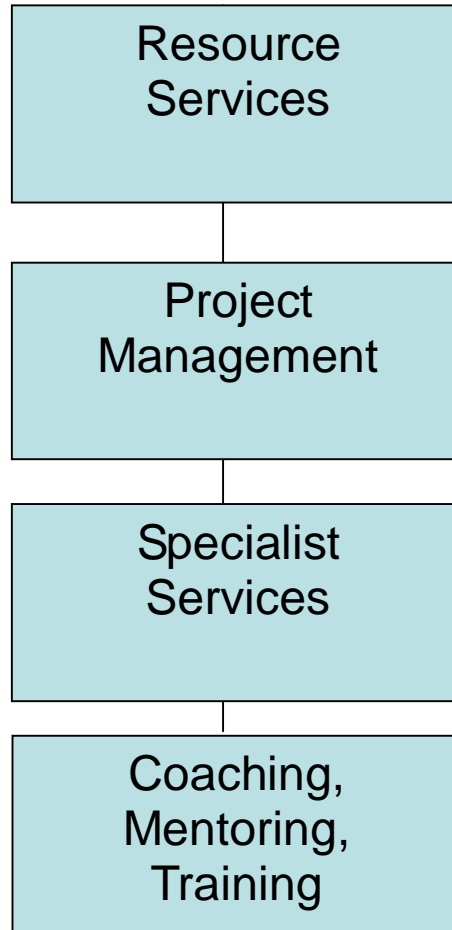 Resource
Services
Project
Management
Specialist
Services
Coaching,
Mentoring,
Training